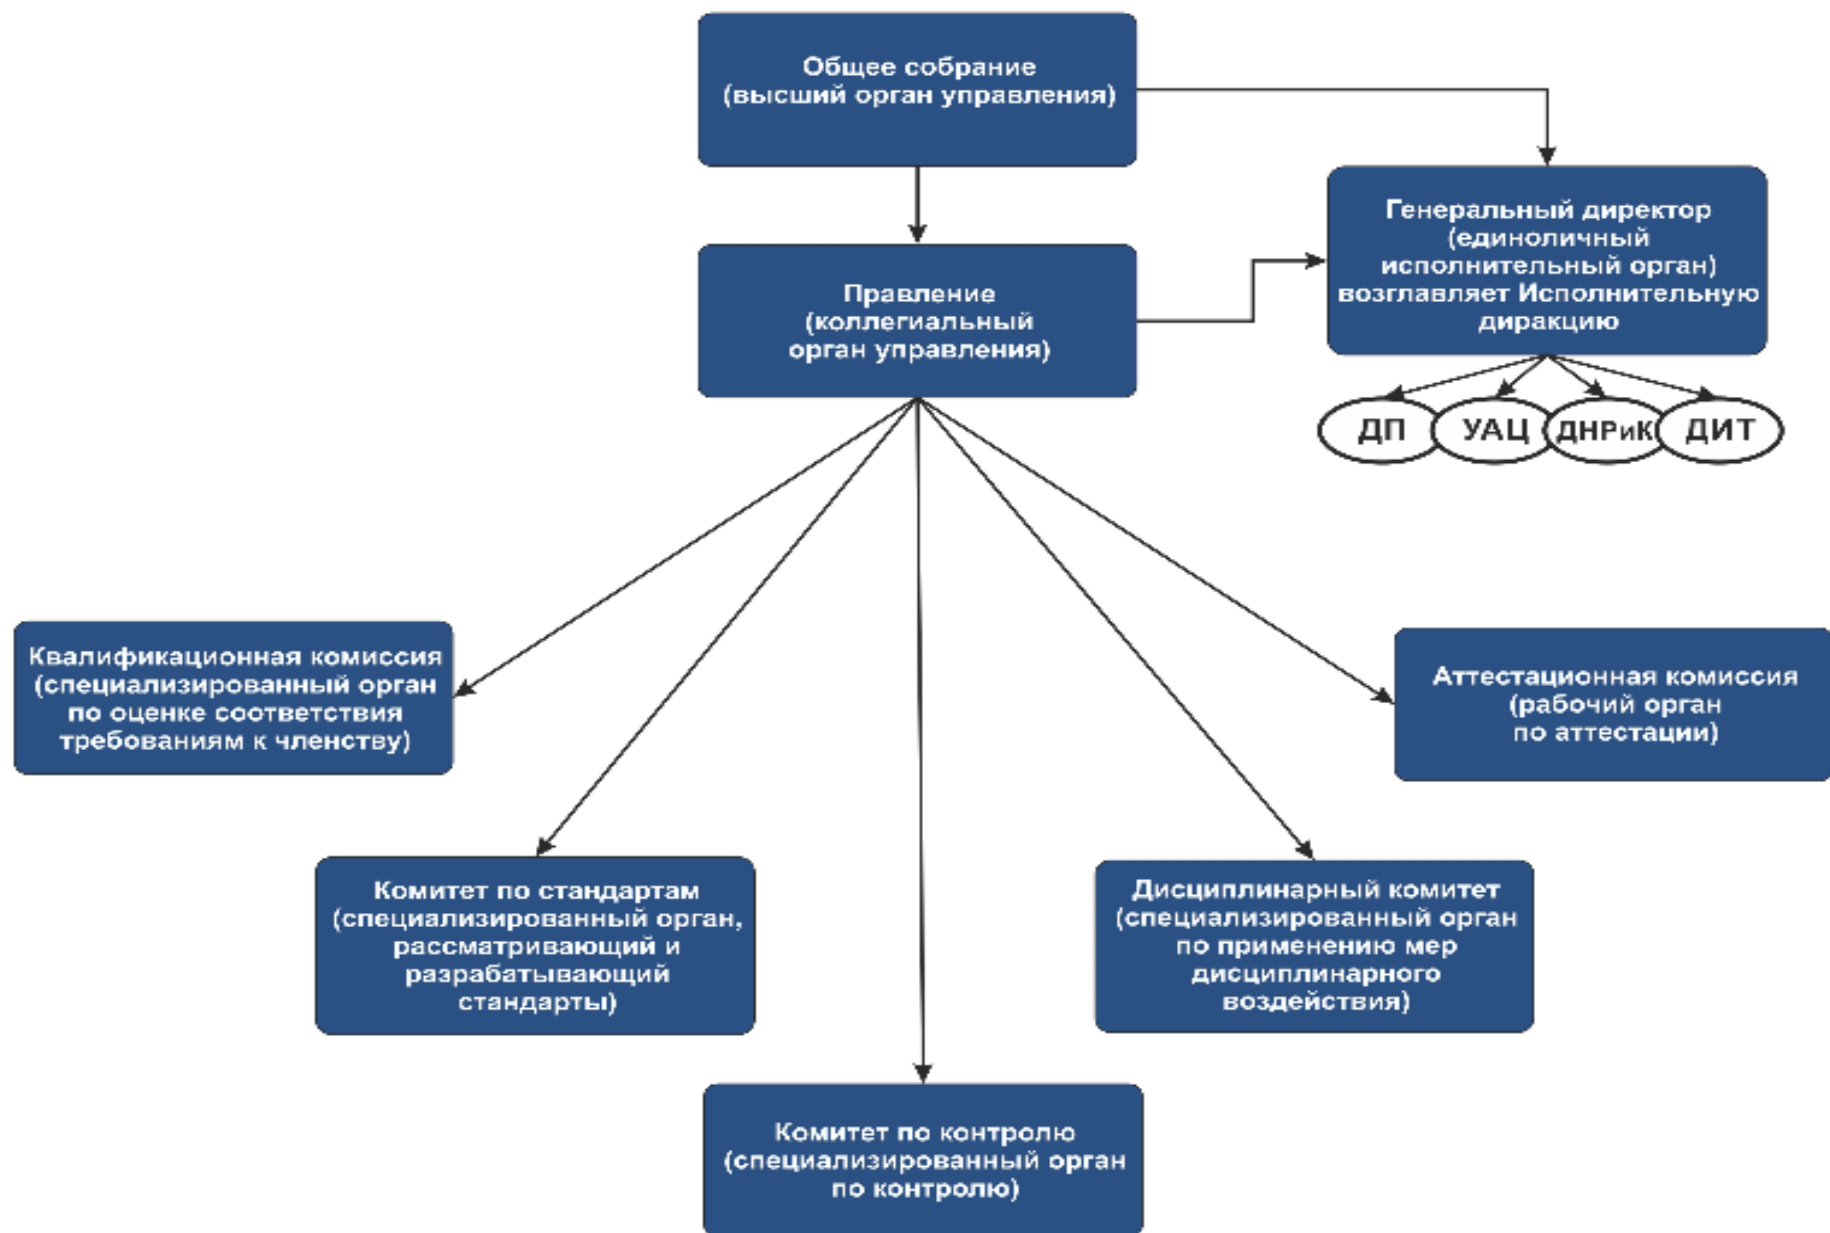 Общее собрание
(высший орган управления)
Генеральный директор
(единоличный
исполнительный орган)
возглавляет Исполнительную
диракцию
Правление
(коллегиальный
орган управления)
ДП
УАЦ
ДНРиК
ДИТ
Квалификационная комиссия
(специализированный орган
по оценке соответствия
требованиям к членству)
Аттестационная комиссия
(рабочий орган
по аттестации)
Комитет по стандартам
(специализированный орган,
рассматривающий и
разрабатывающий
стандарты)
Дисциплинарный комитет
(специализированный орган
по применению мер
дисциплинарного
воздействия)
Комитет по контролю
(специализированный орган
по контролю)